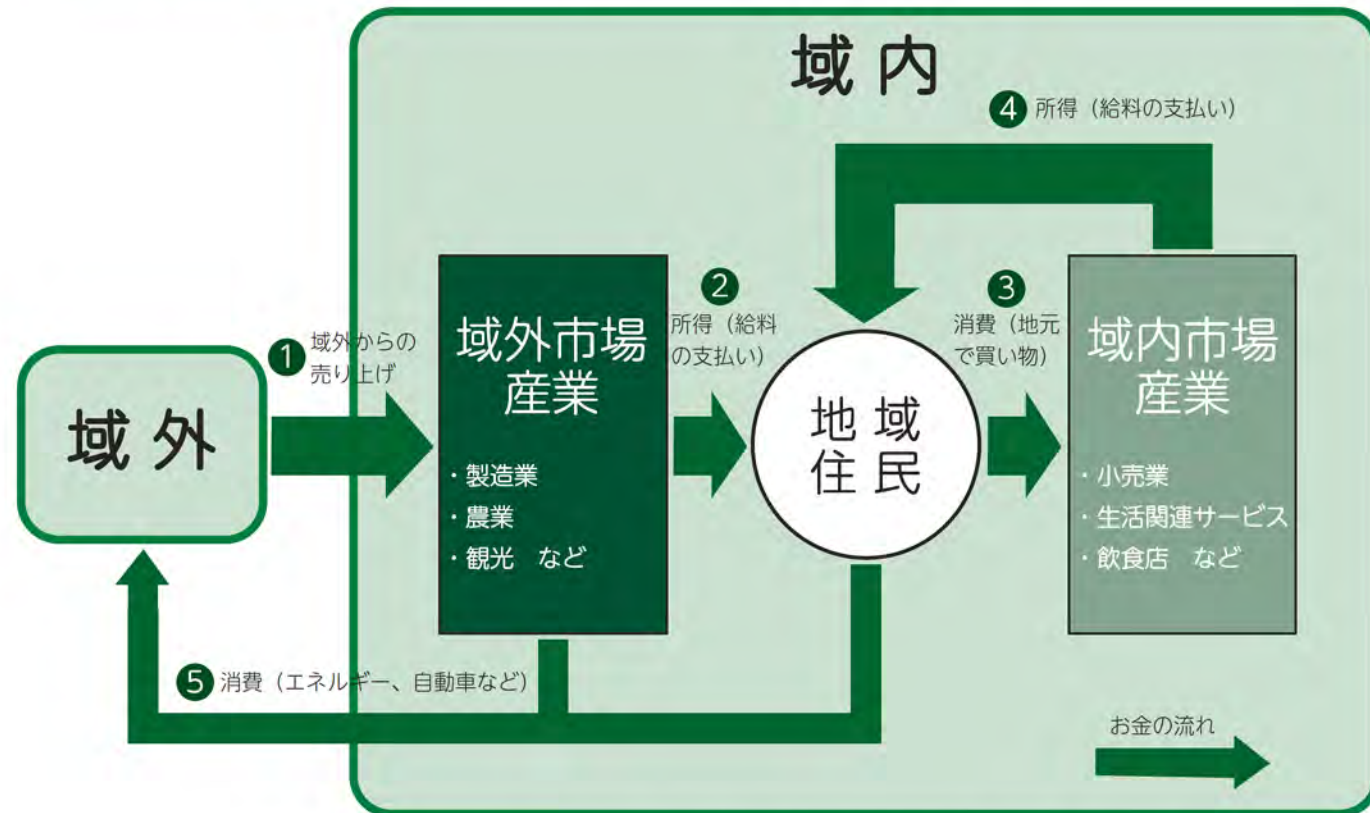 域内
❹ 所得（給料の支払い）
❶ 域外からの
売り上げ
域外
域外市場
産業
・製造業
・農業
・観光　など
❷
所得（給料
の支払い）
地域
住民
❸
消費（地元
で買い物）
域内市場
産業
・小売業
・生活関連サービス
・飲食店　など
❺ 消費（エネルギー、自動車など）
お金の流れ